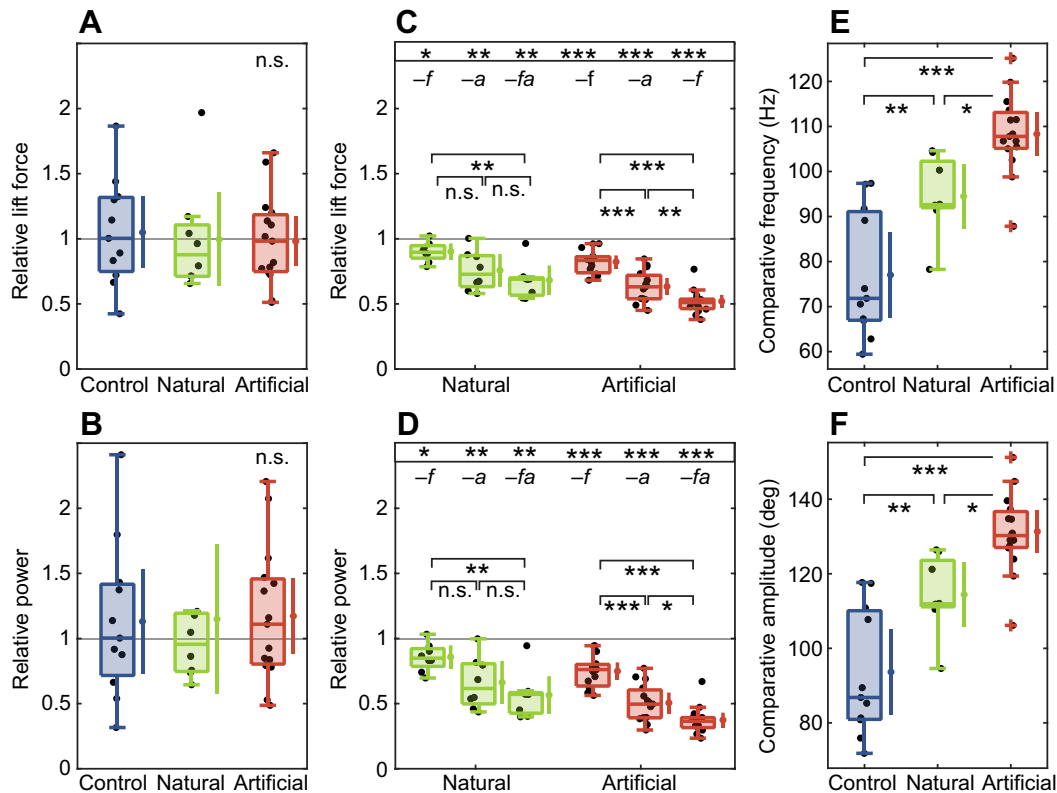 A
Relative lift force
2
1.5
1
0.5
0
n.s.
Control Natural Artificial
B
Relative power
2
1.5
1
0.5
0
n.s.
Control Natural Artificial
C
Relative lift force
2
1.5
1
0.5
0
* ** ** *** *** ***
–f –a –fa –f –a –f
**
n.s. n.s.
***
*** **
Natural Artificial
D
Relative power
2
1.5
1
0.5
0
* ** ** *** *** ***
–f –a –fa –f –a –fa
**
n.s. n.s.
***
*** *
Natural Artificial
E
Comparative frequency (Hz)
120
110
100
90
80
70
60
***
** *
Control Natural Artificial
F
Comparative amplitude (deg)
140
120
100
80
***
** *
Control Natural Artificial